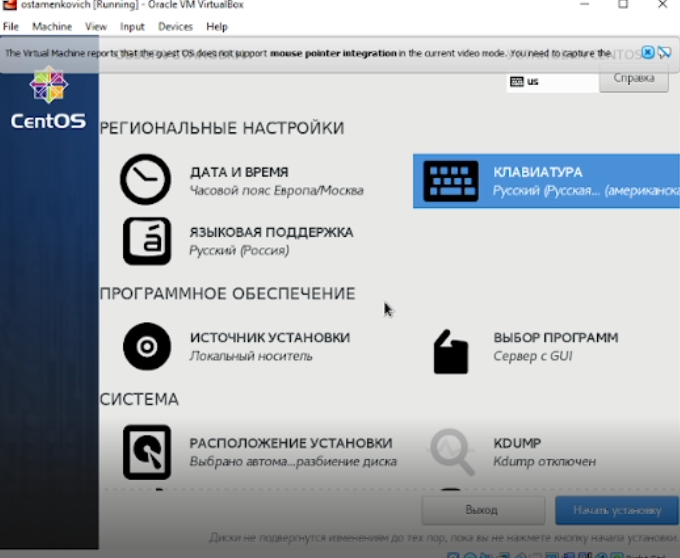 ostamenkovich [Running] - Oracle VM VirtualBox
File Machine View Input Devices Help
The Virtual Machine reports that the guest OS does not support mouse pointer integration in the current video mode. You need to capture the
us
Справка
CentOS
РЕГИОНАЛЬНЫЕ НАСТРОЙКИ
ДАТА И ВРЕМЯ
Часовой пояс Европа/Москва
КЛАВИАТУРА
Русский (Русская... (американска
ЯЗЫКОВАЯ ПОДДЕРЖКА
Русский (Россия)
ПРОГРАММНОЕ ОБЕСПЕЧЕНИЕ
ИСТОЧНИК УСТАНОВКИ
Локальный носитель
ВЫБОР ПРОГРАММ
Сервер с GUI
СИСТЕМА
РАСПОЛОЖЕНИЕ УСТАНОВКИ
Выбрано автома...разбиение диска
KDUMP
Kdump отключен
Выход
Начать установку
Диски не подвергнутся изменениям до тех пор, пока вы не нажмете кнопку начала установки.